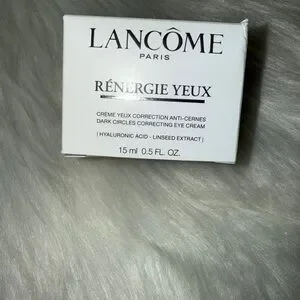 LANCÔME
PARIS
RÉNERGIE YEUX
CRÈME YEUX CORRECTION ANTI-CERNES
DARK CIRCLES CORRECTING EYE CREAM
( HYALURONIC ACID - LINSEED EXTRACT )
15 ml 0.5 FL. OZ.